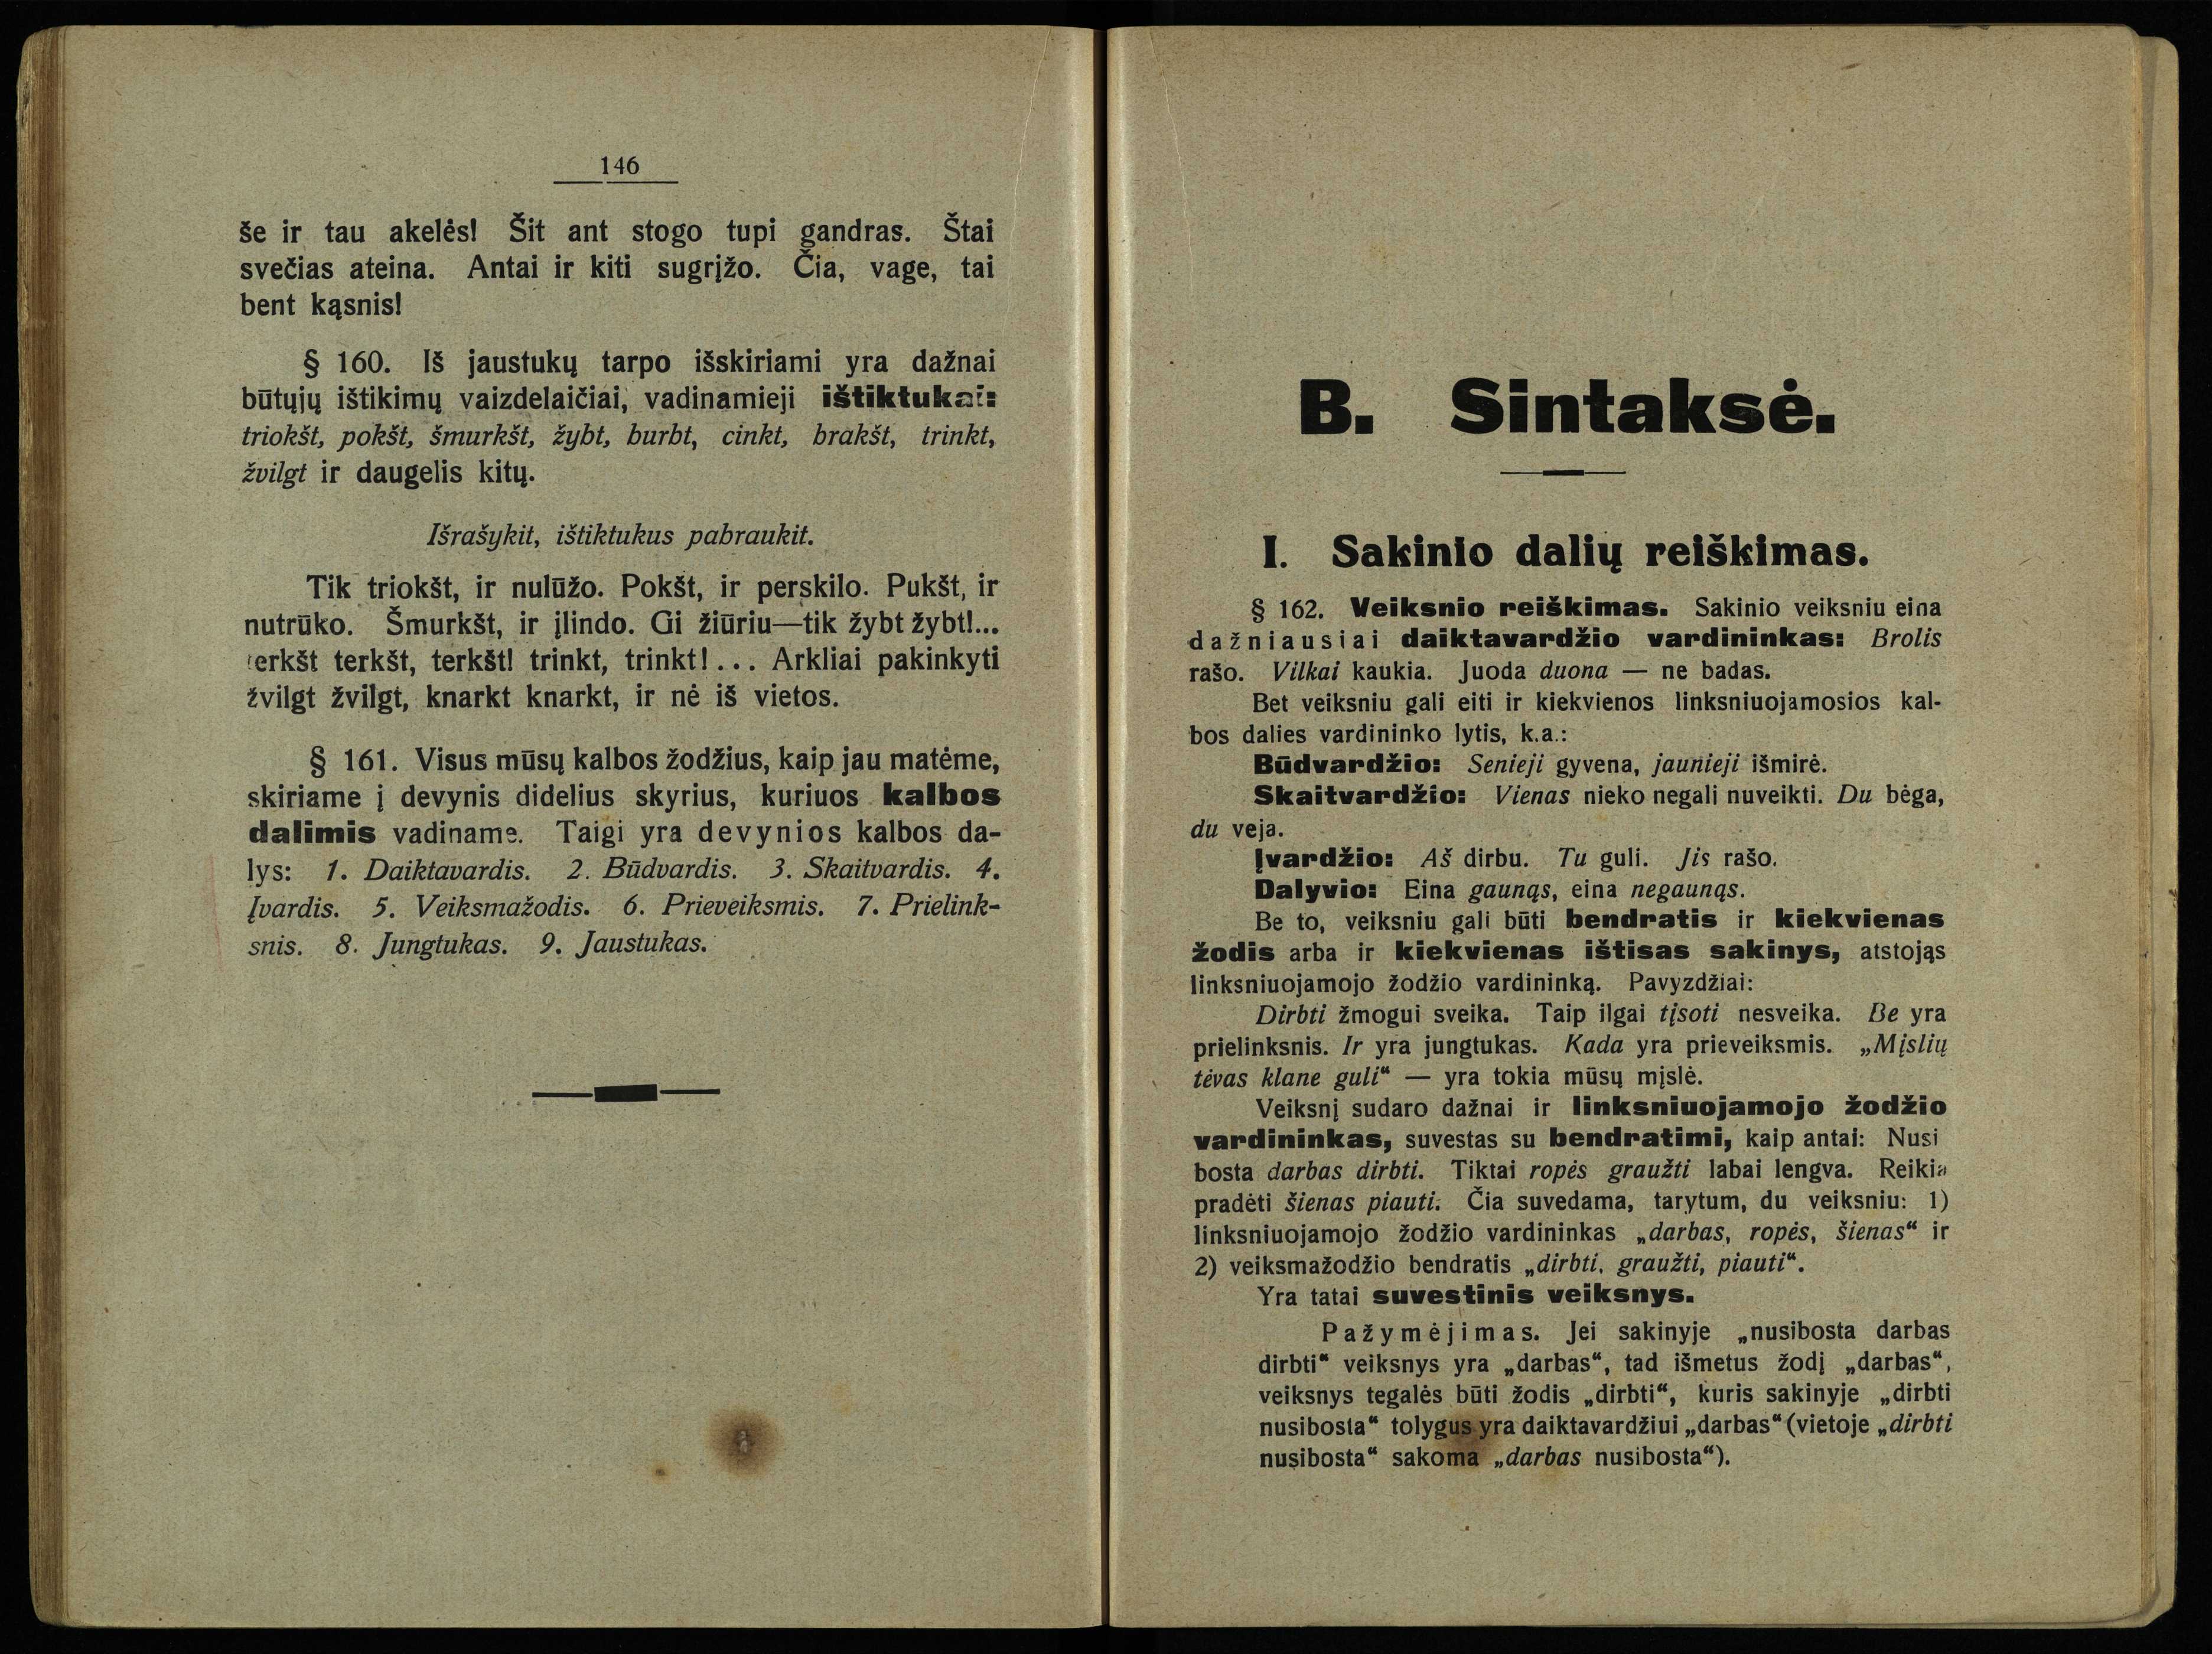 146
še ir tau akelės! Šit ant stogo tupi gandras. Štai
svečias ateina. Antai ir kiti sugrįžo. Čia, vage, tai
bent kąsnis!
§ 160. Iš jaustukų tarpo išskiriami yra dažnai
būtųjų ištikimų vaizdelaičiai, vadinamieji ištiktukai:
triokšt, pokšt, šmurkšt, žybt, burbt, cinkt, brakšt, trinkt,
žvilgt ir daugelis kitų.
Išrašykit, ištiktukus pabraukit.
Tik triokšt, ir nulūžo. Pokšt, ir perskilo. Pukšt, ir
nutrūko. Šmurkšt, ir įlindo. Gi žiūriu—tik žybt žybt!...
terkšt terkšt, terkšt! trinkt, trinkt!... Arkliai pakinkyti
žvilgt žvilgt, knarkt knarkt, ir nė iš vietos.
§ 161. Visus mūsų kalbos žodžius, kaip jau matėme,
skiriame į devynis didelius skyrius, kuriuos kalbos
dalimis vadiname. Taigi yra devynios kalbos da-
lys: 1. Daiktavardis. 2. Būdvardis. 3. Skaitvardis. 4.
Įvardis. 5. Veiksmažodis. 6. Prieveiksmis. 7. Prielink-
snis. 8. Jungtukas. 9. Jaustukas.
B. Sintaksė.
I. Sakinio dalių reiškimas.
§ 162. Veiksnio reiškimas. Sakinio veiksniu eina
dažniausiai daiktavardžio vardininkas: Brolis
rašo. Vilkai kaukia. Juoda duona — ne badas.
Bet veiksniu gali eiti ir kiekvienos linksniuojamosios kal-
bos dalies vardininko lytis, k.a.:
Būdvardžio: Senieji gyvena, jaunieji išmirė.
Skaitvardžio: Vienas nieko negali nuveikti. Du bėga,
du veja.
Įvardžio: Aš dirbu. Tu guli. Jis rašo.
Dalyvio: Eina gaunąs, eina negaunąs.
Be to, veiksniu gali būti bendratis ir kiekvienas
žodis arba ir kiekvienas ištisas sakinys, atstojąs
linksniuojamojo žodžio vardininką. Pavyzdžiai:
Dirbti žmogui sveika. Taip ilgai tįsoti nesveika. Be yra
prielinksnis. Ir yra jungtukas. Kada yra prieveiksmis. „Mįslių
tėvas klane guli“ — yra tokia mūsų mįslė.
Veiksnį sudaro dažnai ir linksniuojamojo žodžio
vardininkas, suvestas su bendratimi, kaip antai: Nusi
bosta darbas dirbti. Tiktai ropės graužti labai lengva. Reikia
pradėti šienas piauti. Čia suvedama, tarytum, du veiksniu: 1)
linksniuojamojo žodžio vardininkas „darbas, ropės, šienas“ ir
2) veiksmažodžio bendratis „dirbti, graužti, piauti“.
Yra tatai suvestinis veiksnys.
Pažymėjimas. Jei sakinyje „nusibosta darbas
dirbti“ veiksnys yra „darbas“, tad išmetus žodį „darbas“,
veiksnys tegalės būti žodis „dirbti“, kuris sakinyje „dirbti
nusibosta“ tolygus yra daiktavardžiui „darbas“ (vietoje „dirbti
nusibosta“ sakoma „darbas nusibosta“).